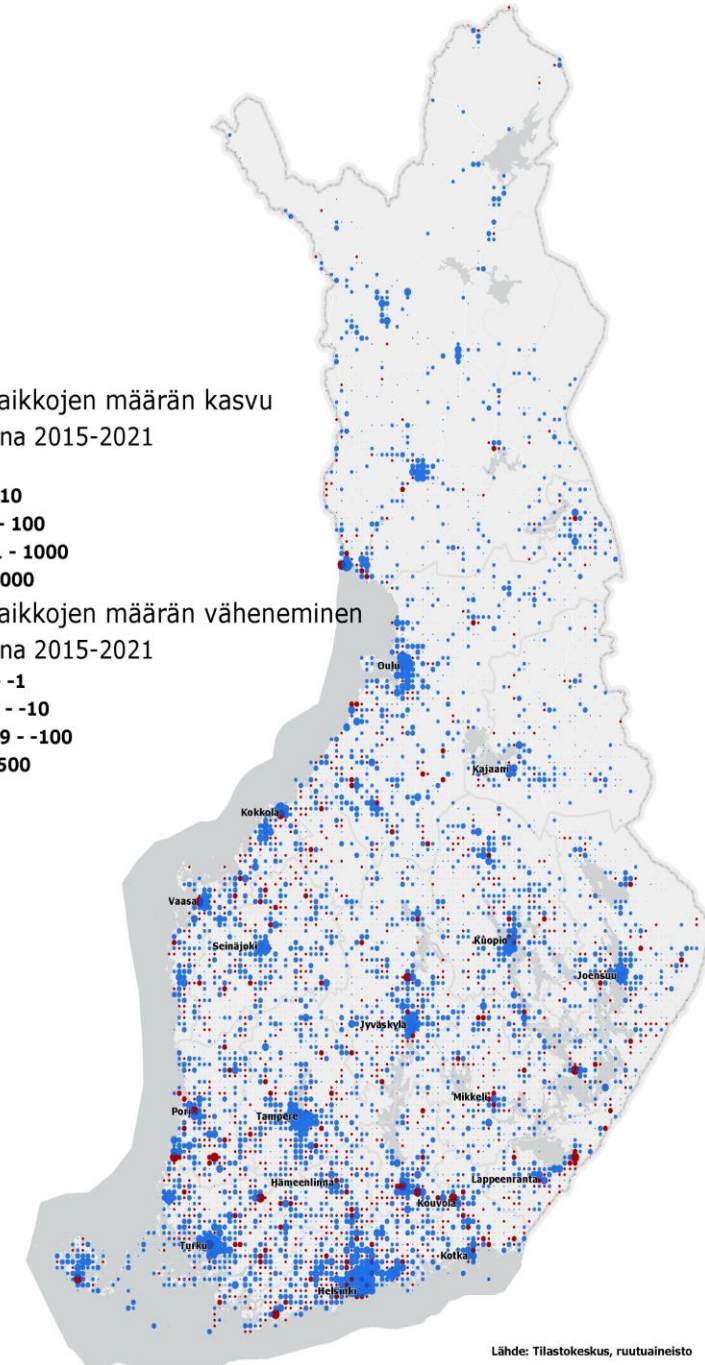 aikkojen määrän kasvu
na 2015-2021
10
- 100
- 1000
000
aikkojen määrän väheneminen
na 2015-2021
-1
- -10
9 - -100
500
Oulu
Kajaani
Kokkola
Vaasa
Seinäjoki
Kuopio
Joensuu
Jyväskylä
Mikkeli
Pori
Tampere
Hämeenlinna
Lappeenranta
Kouvola
Turku
Kotka
Helsinki
Lähde: Tilastokeskus, ruutuaineisto